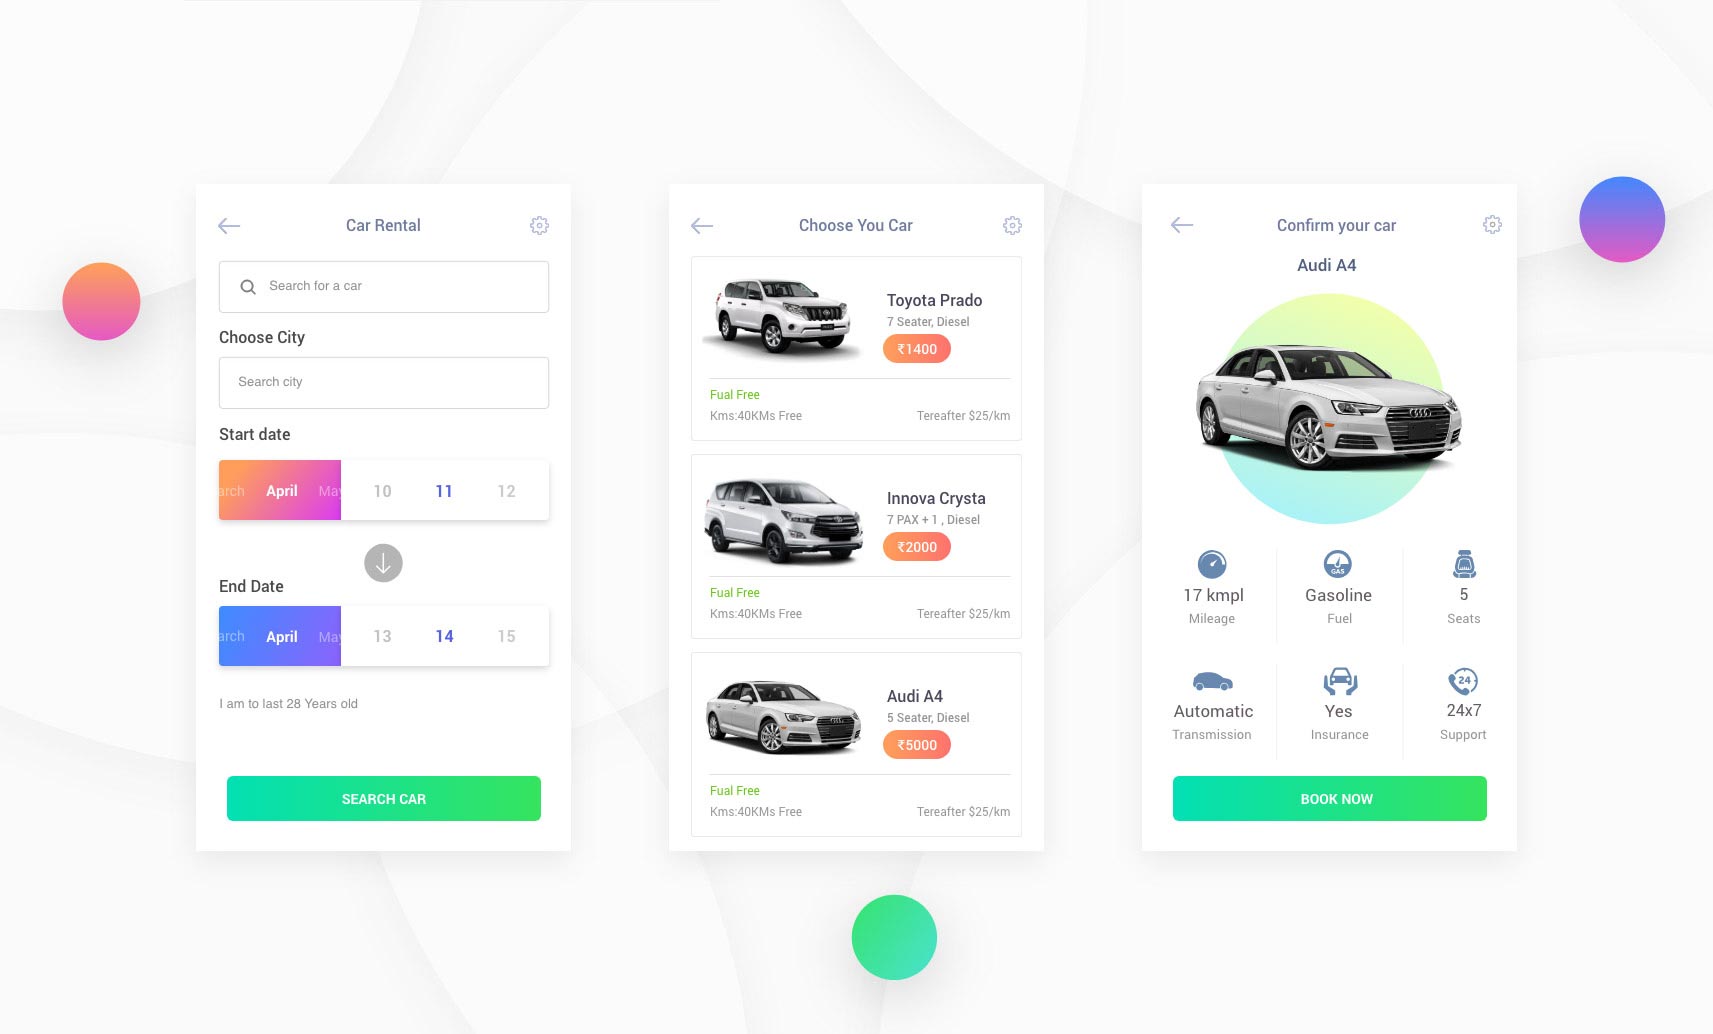 Car Rental
Search for a car
Choose City
Search city
Start date
arch April May 10 11 12
End Date
arch April May 13 14 15
I am to last 28 Years old
SEARCH CAR
Choose You Car
Toyota Prado
7 Seater, Diesel
₹1400
Fual Free
Kms:40KMs Free Tereafter $25/km
Innova Crysta
7 PAX + 1 , Diesel
₹2000
Fual Free
Kms:40KMs Free Tereafter $25/km
Audi A4
5 Seater, Diesel
₹5000
Fual Free
Kms:40KMs Free Tereafter $25/km
Confirm your car
Audi A4
GAS
17 kmpl Gasoline 5
Mileage Fuel Seats
24
Automatic Yes 24x7
Transmission Insurance Support
BOOK NOW